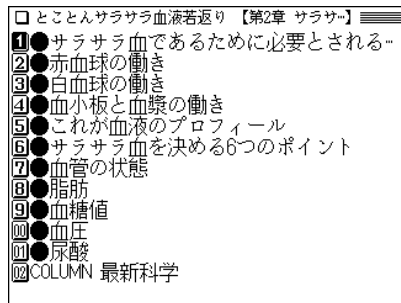 □ とことんサラサラ血液若返り 【第2章 サラサ…】
1●サラサラ血であるために必要とされる…
2●赤血球の働き
3●白血球の働き
4●血小板と血漿の働き
5●これが血液のプロフィール
6●サラサラ血を決める6つのポイント
7●血管の状態
8●脂肪
9●血糖値
00●血圧
01●尿酸
02COLUMN 最新科学